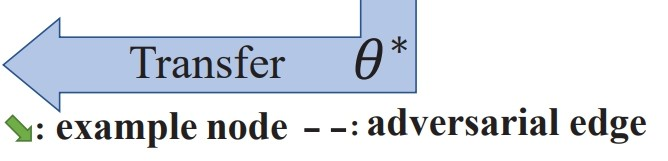 Transfer θ*
: example node – –: adversarial edge